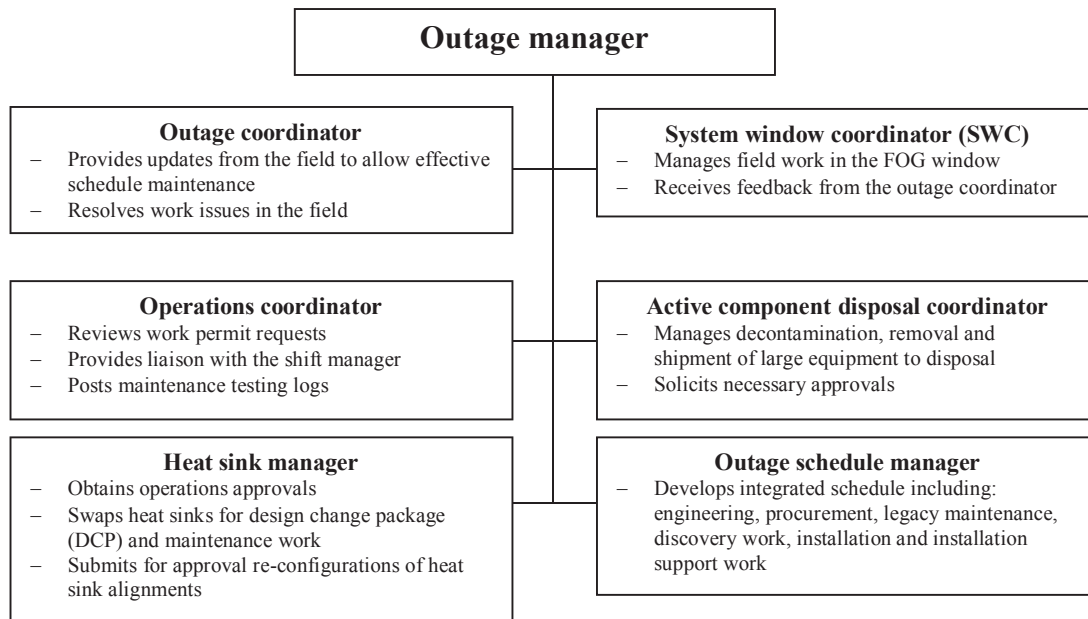 Outage manager
Outage coordinator
– Provides updates from the field to allow effective
schedule maintenance
– Resolves work issues in the field
System window coordinator (SWC)
– Manages field work in the FOG window
– Receives feedback from the outage coordinator
Operations coordinator
– Reviews work permit requests
– Provides liaison with the shift manager
– Posts maintenance testing logs
Active component disposal coordinator
– Manages decontamination, removal and
shipment of large equipment to disposal
– Solicits necessary approvals
Heat sink manager
– Obtains operations approvals
– Swaps heat sinks for design change package
(DCP) and maintenance work
– Submits for approval re-configurations of heat
sink alignments
Outage schedule manager
– Develops integrated schedule including:
engineering, procurement, legacy maintenance,
discovery work, installation and installation
support work